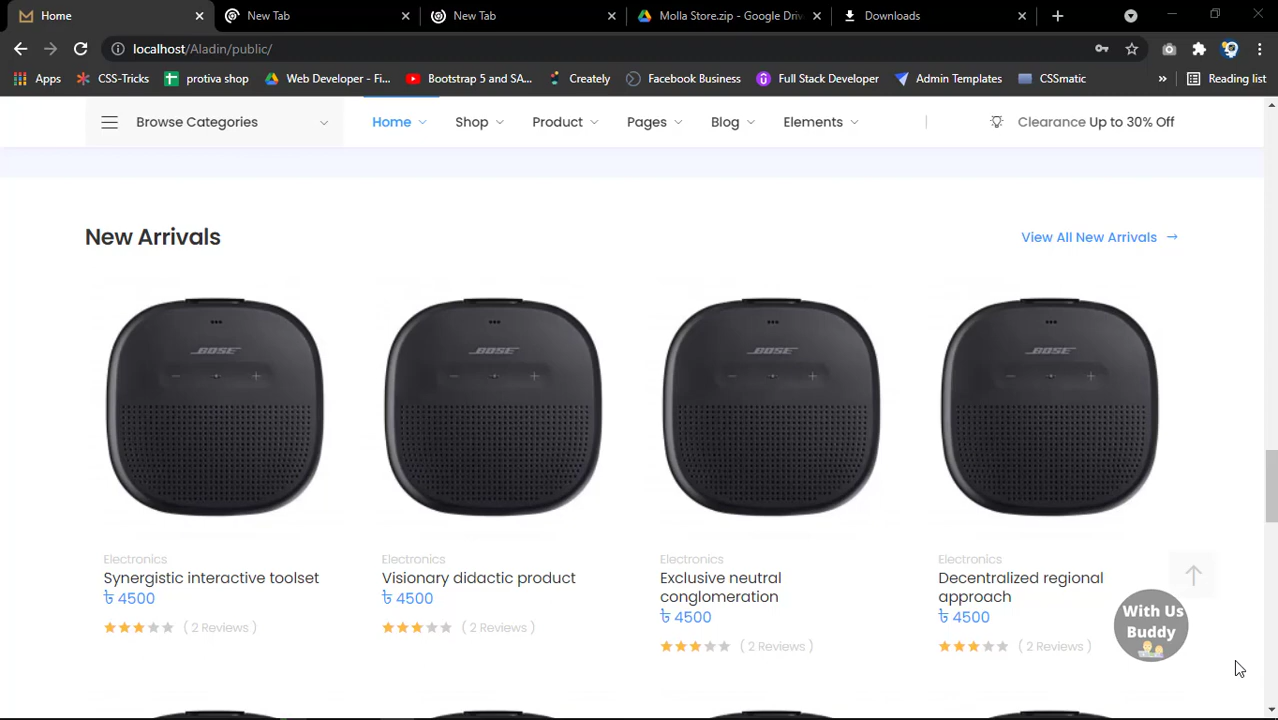 Home
New Tab
New Tab
Molla Store.zip - Google Driv
Downloads
localhost/Aladin/public/
Apps
CSS-Tricks
protiva shop
Web Developer - Fi...
Bootstrap 5 and SA...
Creately
Facebook Business
Full Stack Developer
Admin Templates
CSSmatic
»
Reading list
Browse Categories
Home
Shop
Product
Pages
Blog
Elements
Clearance Up to 30% Off
New Arrivals
View All New Arrivals →
BOSE
BOSE
BOSE
BOSE
Electronics
Synergistic interactive toolset
৳ 4500
( 2 Reviews )
Electronics
Visionary didactic product
৳ 4500
( 2 Reviews )
Electronics
Exclusive neutral
conglomeration
৳ 4500
( 2 Reviews )
Electronics
Decentralized regional
approach
৳ 4500
( 2 Reviews )
With Us
Buddy